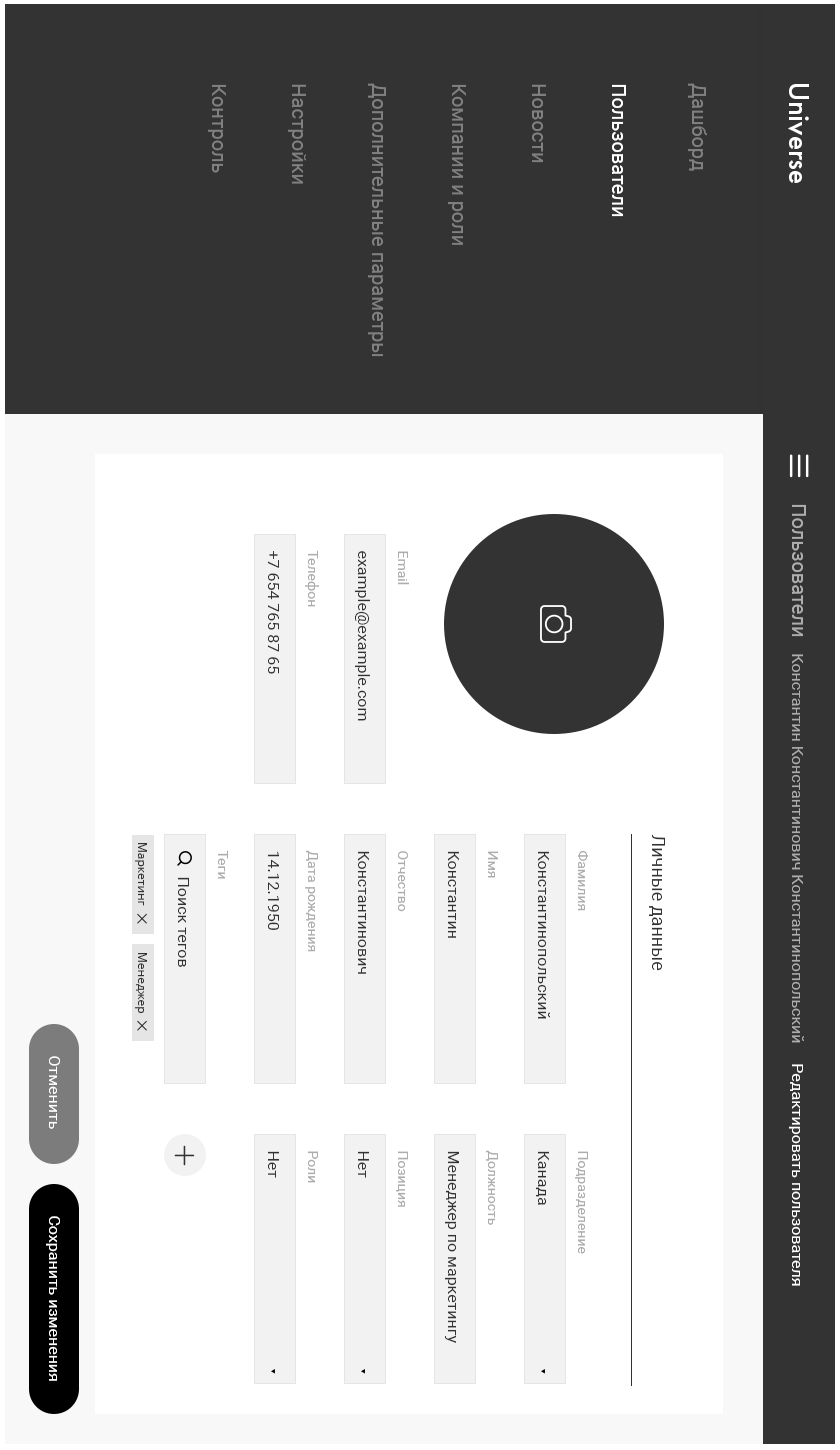 Universe
Пользователи
Константин Константинович Константинопольский
Редактировать пользователя
Дашборд
Пользователи
Новости
Компании и роли
Дополнительные параметры
Настройки
Контроль
Email
example@example.com
Телефон
+7 654 765 87 65
Личные данные
Фамилия
Константинопольский
Имя
Константин
Отчество
Константинович
Дата рождения
14.12.1950
Теги
Поиск тегов
Маркетинг
Менеджер
Подразделение
Канада
Должность
Менеджер по маркетингу
Позиция
Нет
Роли
Нет
Отменить
Сохранить изменения